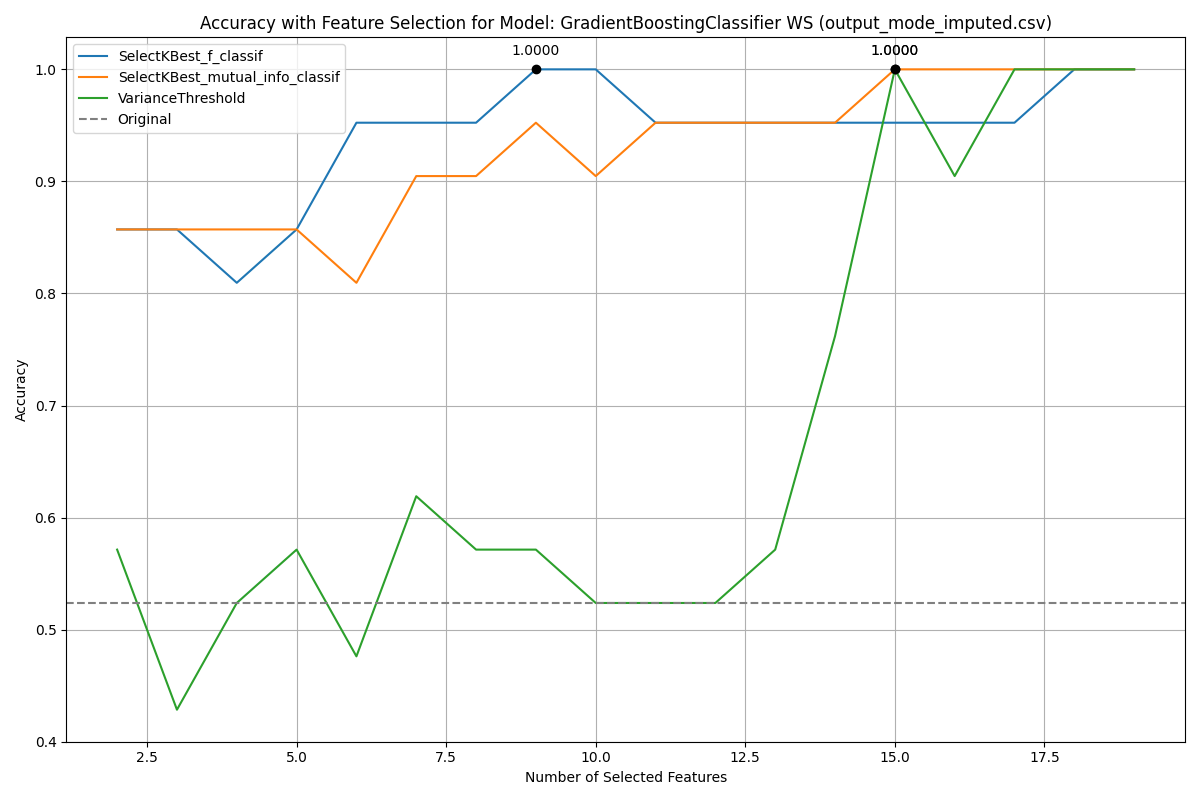 Accuracy with Feature Selection for Model: GradientBoostingClassifier WS (output_mode_imputed.csv)
SelectKBest_f_classif
SelectKBest_mutual_info_classif
VarianceThreshold
Original
1.0000
1.0000
1.0
0.9
0.8
0.7
0.6
0.5
0.4
Accuracy
2.5
5.0
7.5
10.0
12.5
15.0
17.5
Number of Selected Features